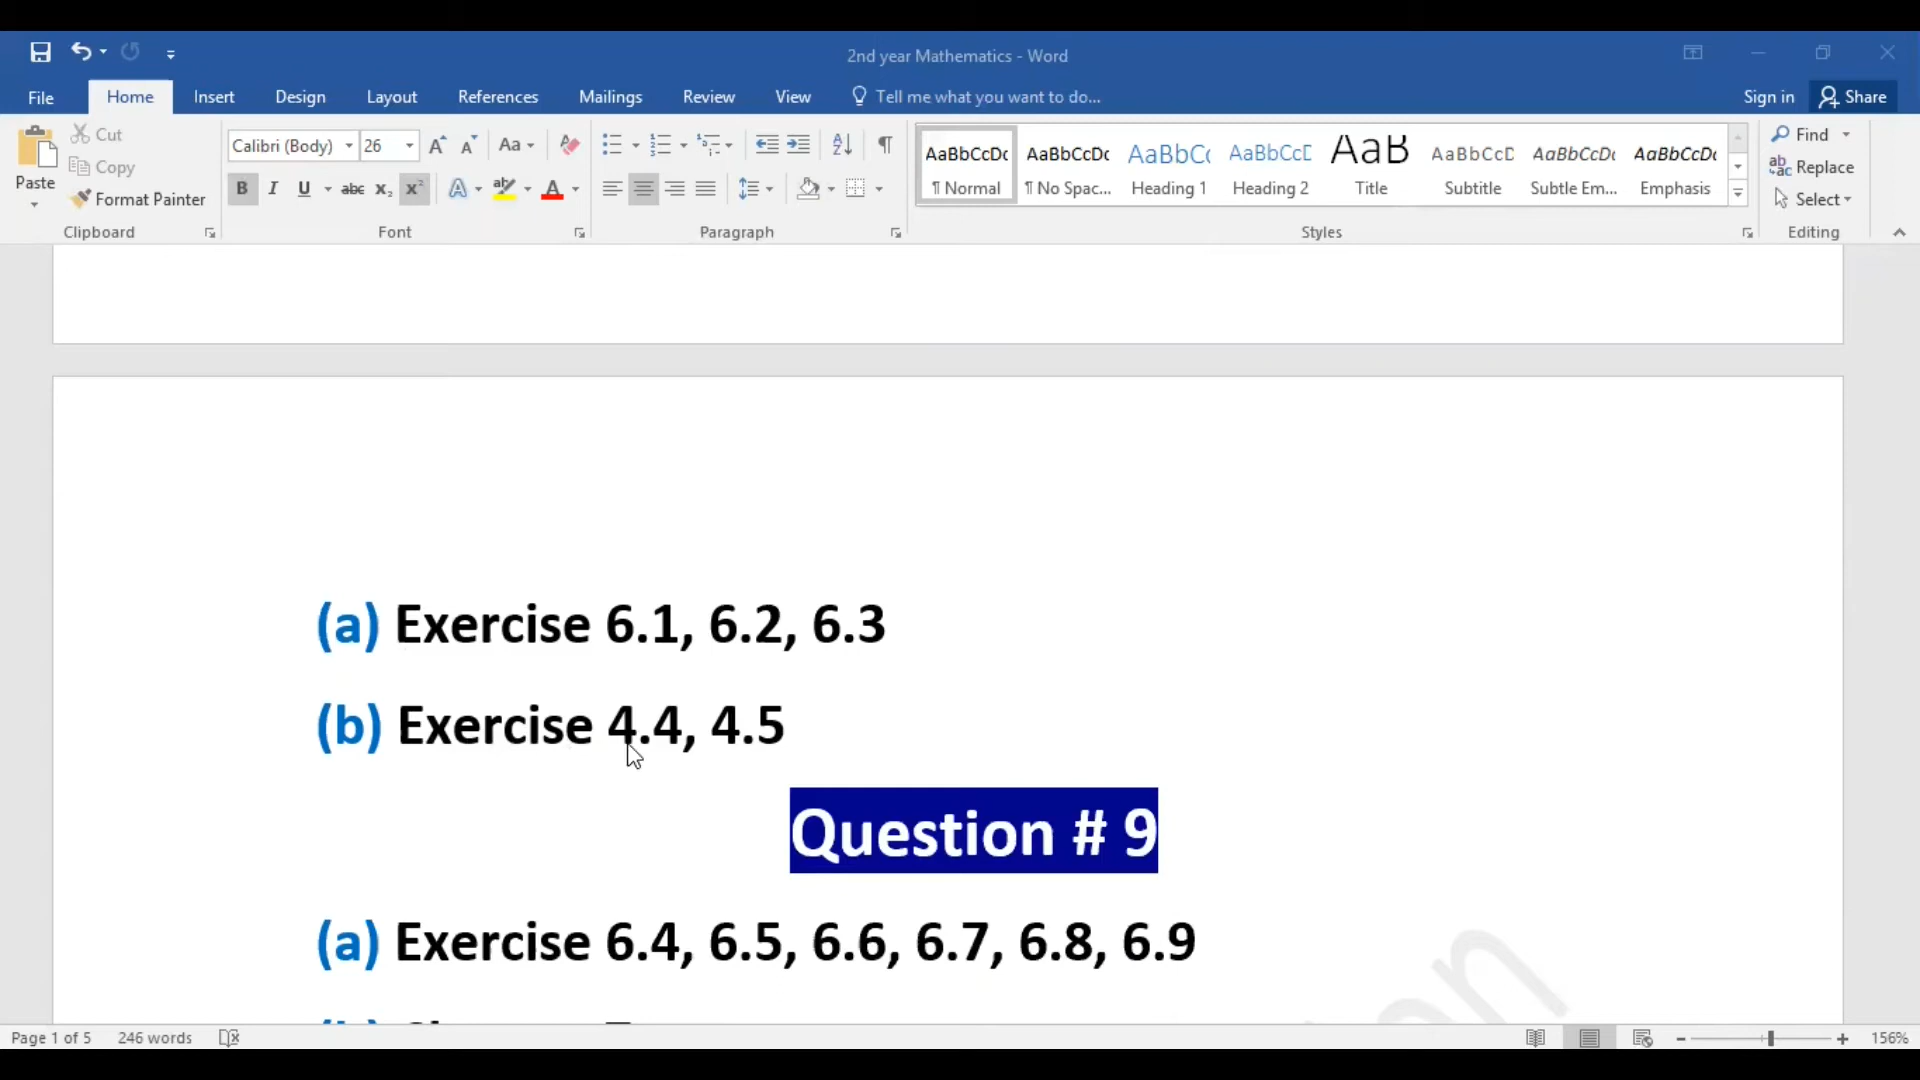 2nd year Mathematics - Word
File Home Insert Design Layout References Mailings Review View Tell me what you want to do... Sign in Share
Paste
Cut
Copy
Format Painter
Clipboard
Calibri (Body) 26
Font
Paragraph
AaBbCcDc AaBbCcDc AaBbCc AaBbCcD AaB AaBbCcD AaBbCcDc AaBbCcDc
¶ Normal ¶ No Spac... Heading 1 Heading 2 Title Subtitle Subtle Em... Emphasis
Styles
Find
Replace
Select
Editing
(a) Exercise 6.1, 6.2, 6.3
(b) Exercise 4.4, 4.5
Question # 9
(a) Exercise 6.4, 6.5, 6.6, 6.7, 6.8, 6.9
Page 1 of 5 246 words 156%